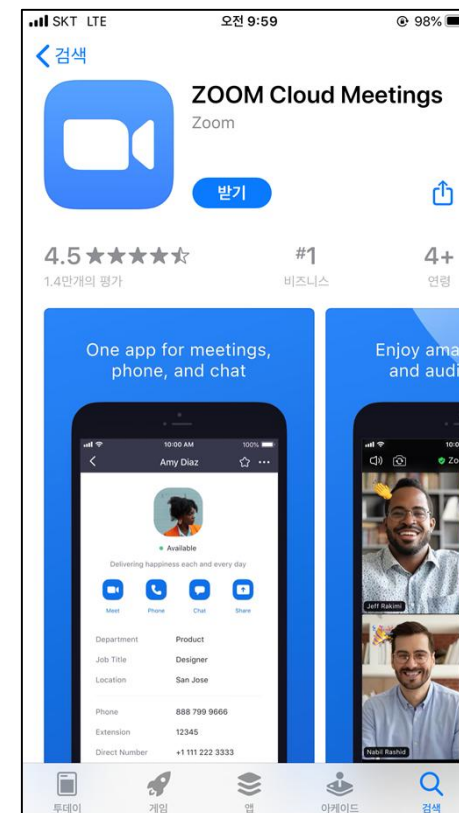 SKT LTE 오전 9:59 98%
검색
ZOOM Cloud Meetings
Zoom
받기
4.5
#1
4+
1.4만개의 평가
비즈니스
연령
One app for meetings,
phone, and chat
10:00 AM 100%
Amy Diaz
Available
Delivering happiness each and every day
Meet Phone Chat Share
Department Product
Job Title Designer
Location San Jose
Phone 888 799 9666
Extension 12345
Direct Number +1 111 222 3333
Enjoy ama
and audi
10:0
Zo
Jeff Rakimi
Nabil Rashid
투데이 게임 앱 아케이드 검색